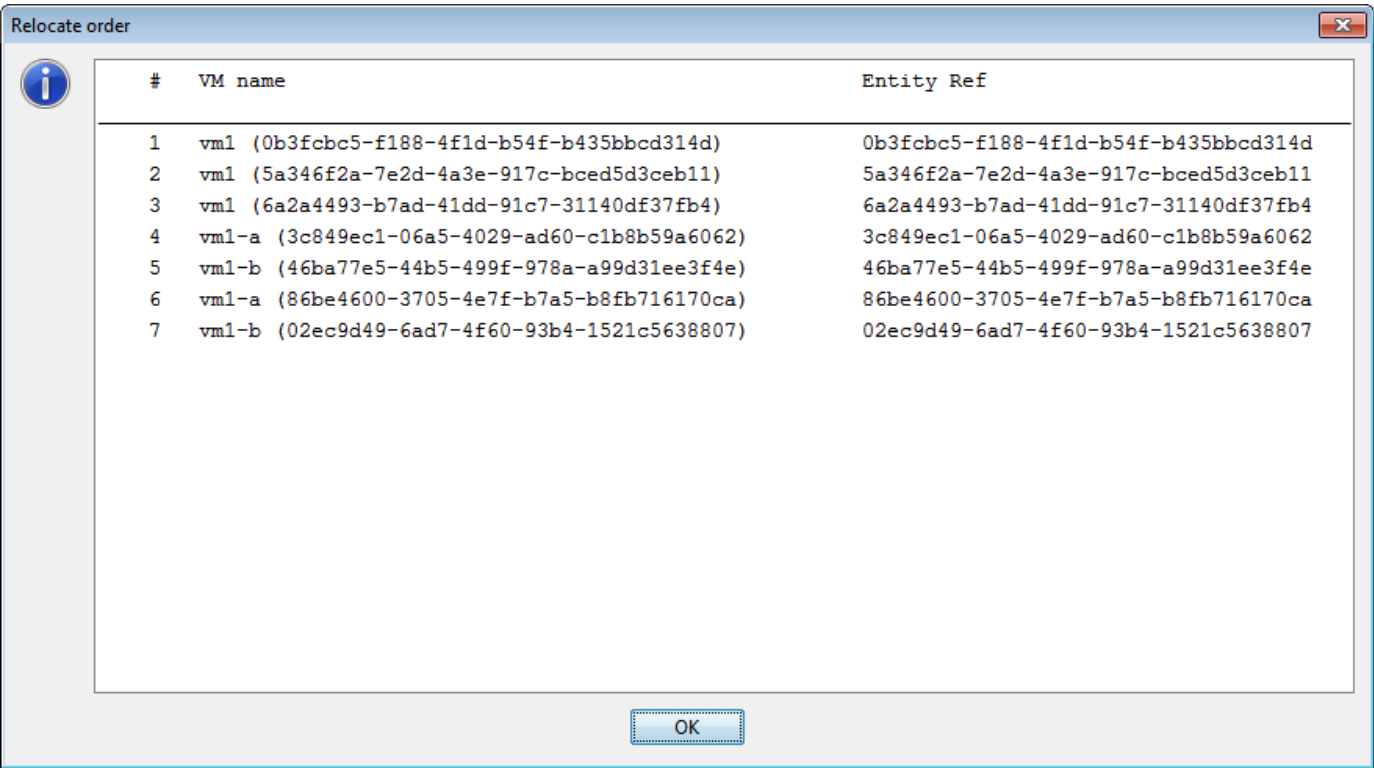 Relocate order
# VM name Entity Ref
1 vm1 (0b3fcbc5-f188-4f1d-b54f-b435bbcd314d) 0b3fcbc5-f188-4f1d-b54f-b435bbcd314d
2 vm1 (5a346f2a-7e2d-4a3e-917c-bced5d3ceb11) 5a346f2a-7e2d-4a3e-917c-bced5d3ceb11
3 vm1 (6a2a4493-b7ad-41dd-91c7-31140df37fb4) 6a2a4493-b7ad-41dd-91c7-31140df37fb4
4 vm1-a (3c849ec1-06a5-4029-ad60-c1b8b59a6062) 3c849ec1-06a5-4029-ad60-c1b8b59a6062
5 vm1-b (46ba77e5-44b5-499f-978a-a99d31ee3f4e) 46ba77e5-44b5-499f-978a-a99d31ee3f4e
6 vm1-a (86be4600-3705-4e7f-b7a5-b8fb716170ca) 86be4600-3705-4e7f-b7a5-b8fb716170ca
7 vm1-b (02ec9d49-6ad7-4f60-93b4-1521c5638807) 02ec9d49-6ad7-4f60-93b4-1521c5638807
OK